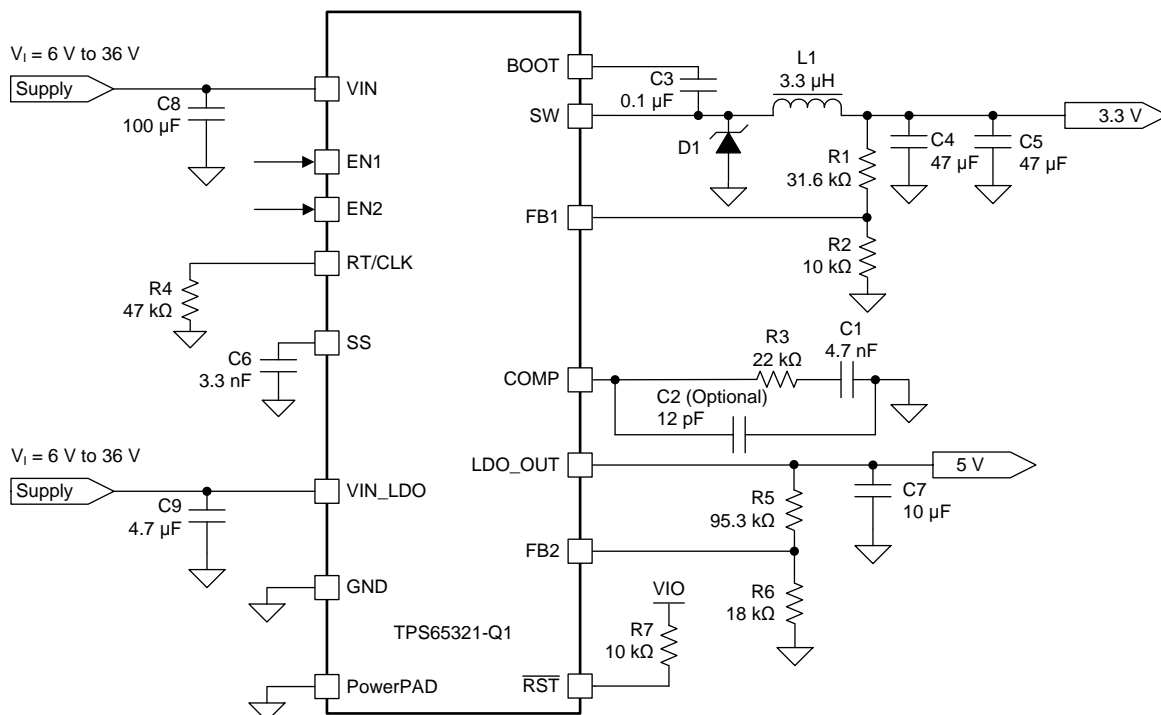 V_I = 6 V to 36 V
Supply
C8
100 µF
VIN
EN1
EN2
RT/CLK
R4
47 kΩ
SS
C6
3.3 nF
V_I = 6 V to 36 V
Supply
C9
4.7 µF
VIN_LDO
GND
PowerPAD
TPS65321-Q1
BOOT
C3
0.1 µF
SW
D1
L1
3.3 µH
3.3 V
R1
31.6 kΩ
C4
47 µF
C5
47 µF
FB1
R2
10 kΩ
COMP
R3
22 kΩ
C1
4.7 nF
C2 (Optional)
12 pF
LDO_OUT
5 V
R5
95.3 kΩ
C7
10 µF
FB2
R6
18 kΩ
VIO
R7
10 kΩ
RST